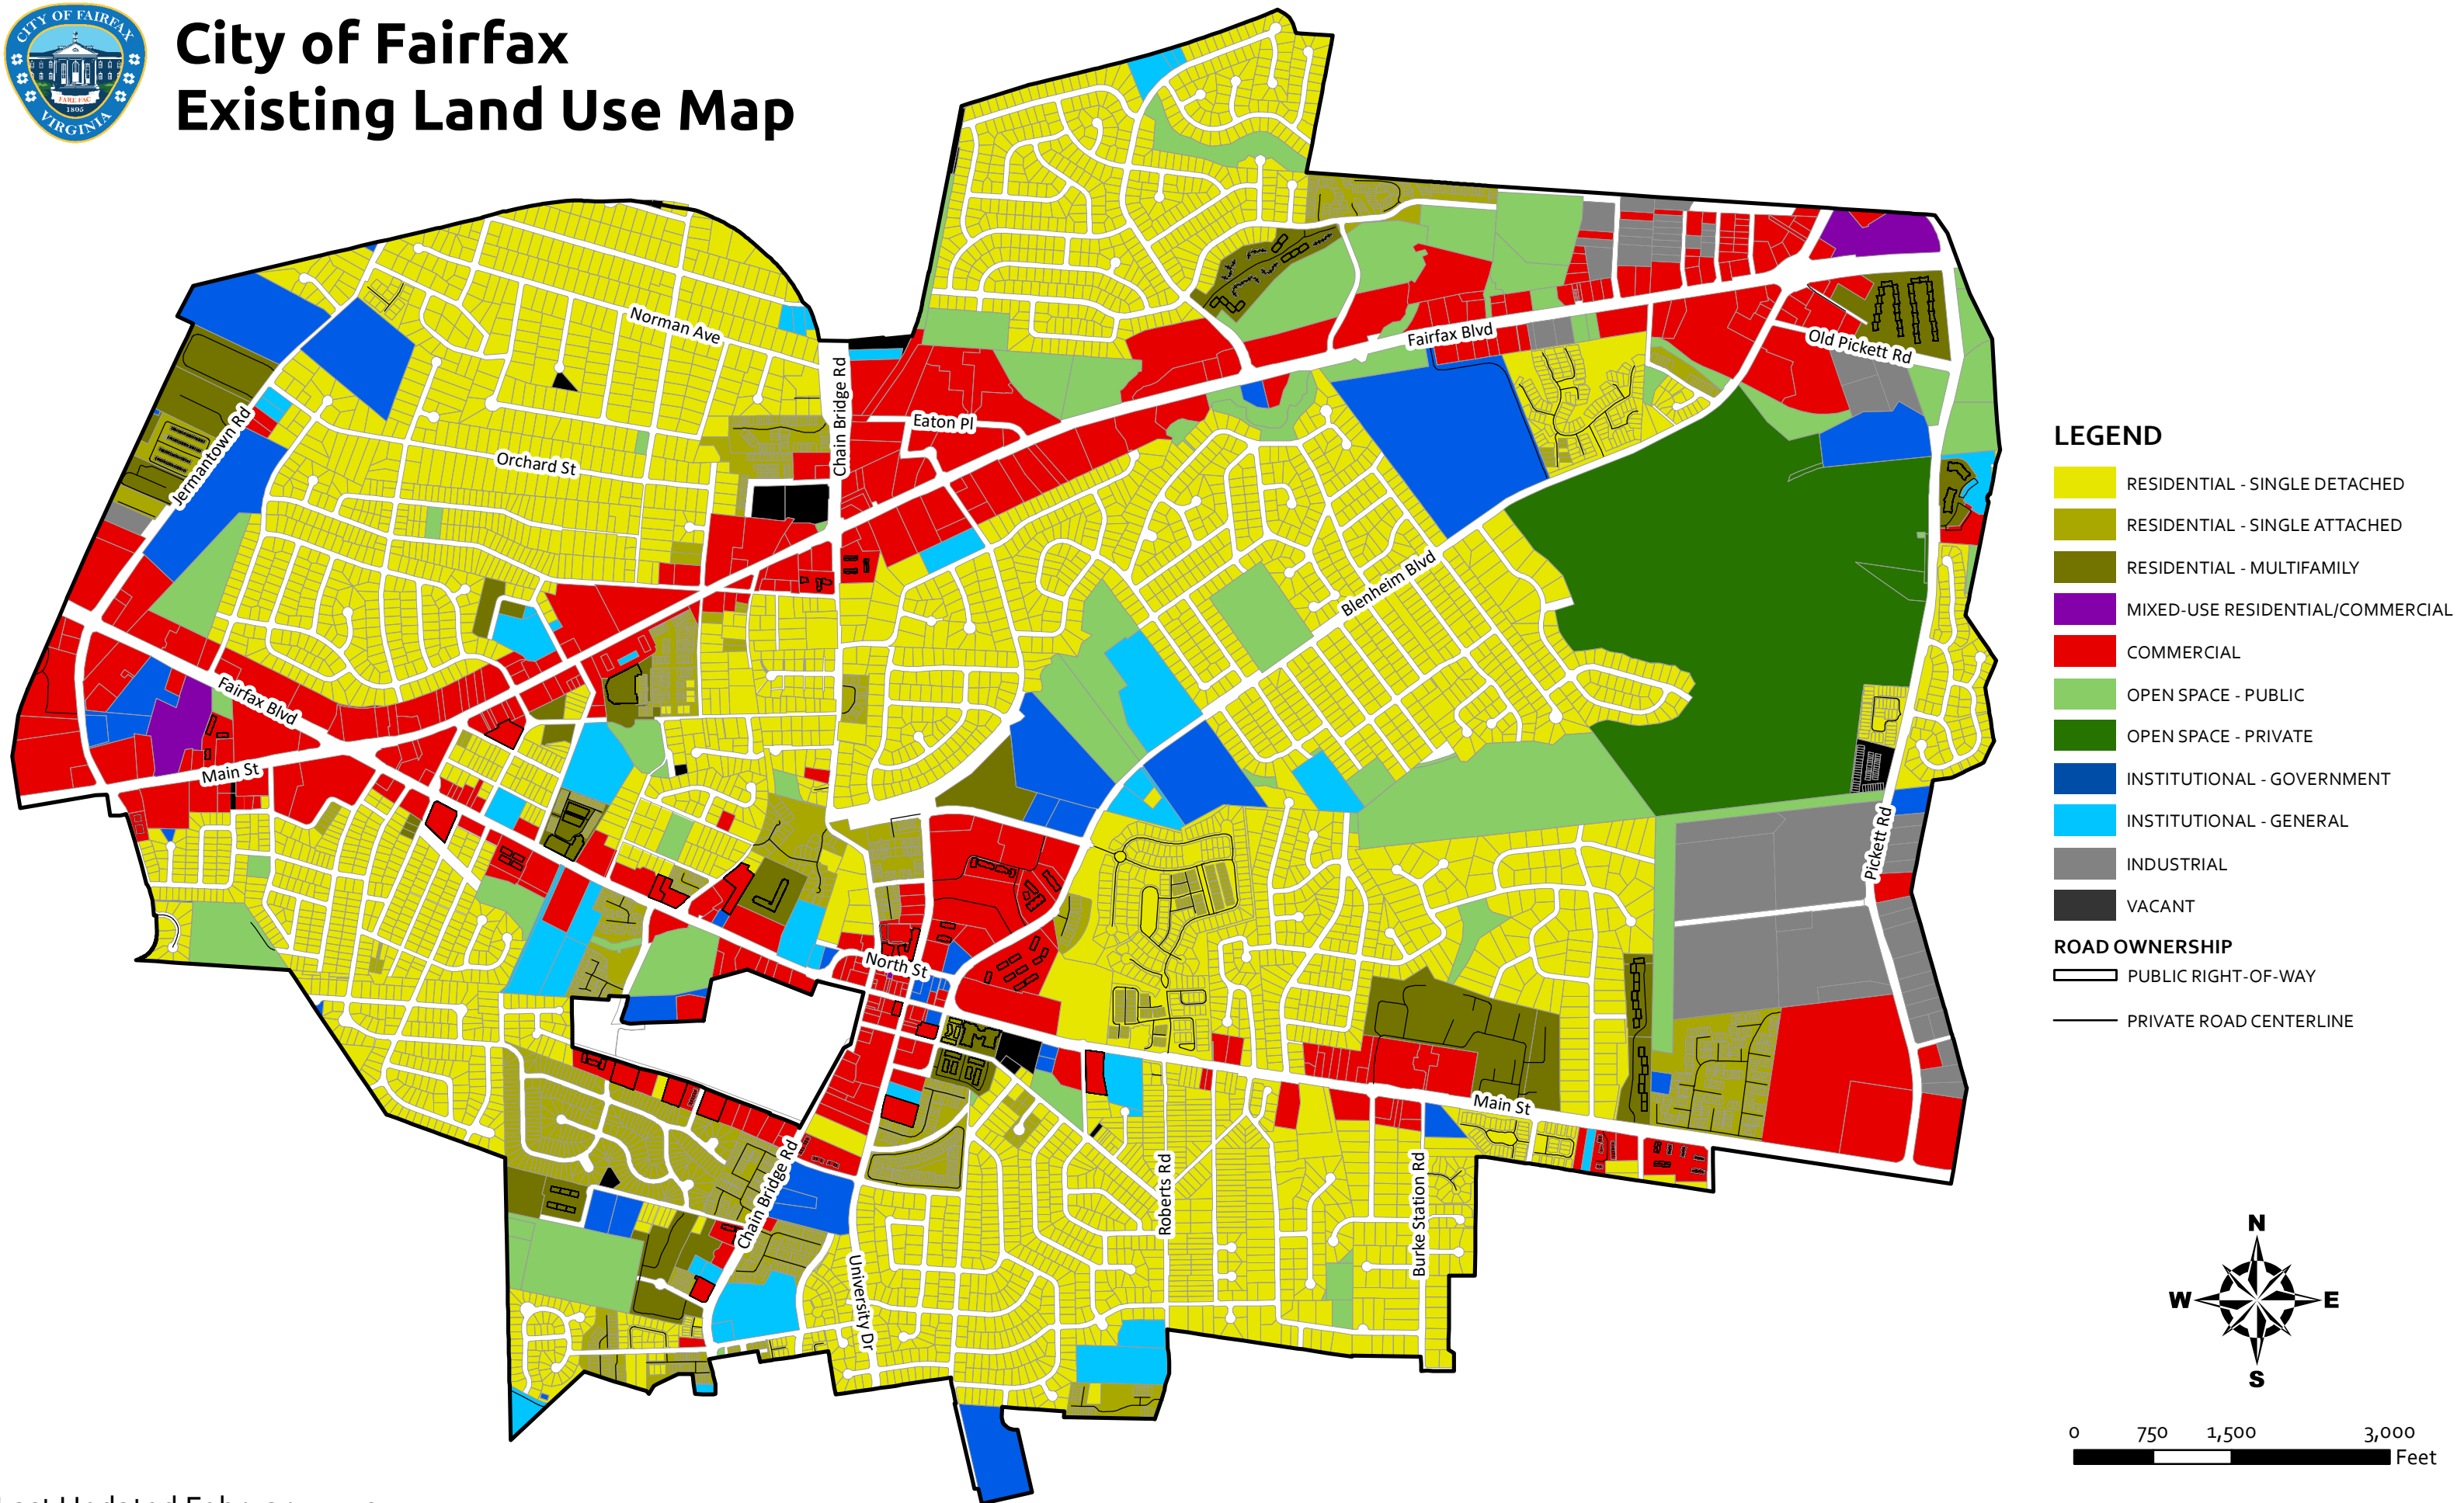 CITY OF FAIRFAX
FARE FAC
1805
VIRGINIA
City of Fairfax
Existing Land Use Map
Norman Ave
Chain Bridge Rd
Eaton Pl
Fairfax Blvd
Old Pickett Rd
Jermantown Rd
Orchard St
Blenheim Blvd
Fairfax Blvd
Main St
Pickett Rd
North St
Main St
Chain Bridge Rd
Roberts Rd
Burke Station Rd
University Dr
LEGEND
RESIDENTIAL - SINGLE DETACHED
RESIDENTIAL - SINGLE ATTACHED
RESIDENTIAL - MULTIFAMILY
MIXED-USE RESIDENTIAL/COMMERCIAL
COMMERCIAL
OPEN SPACE - PUBLIC
OPEN SPACE - PRIVATE
INSTITUTIONAL - GOVERNMENT
INSTITUTIONAL - GENERAL
INDUSTRIAL
VACANT
ROAD OWNERSHIP
PUBLIC RIGHT-OF-WAY
PRIVATE ROAD CENTERLINE
N
W E
S
0 750 1,500 3,000
Feet